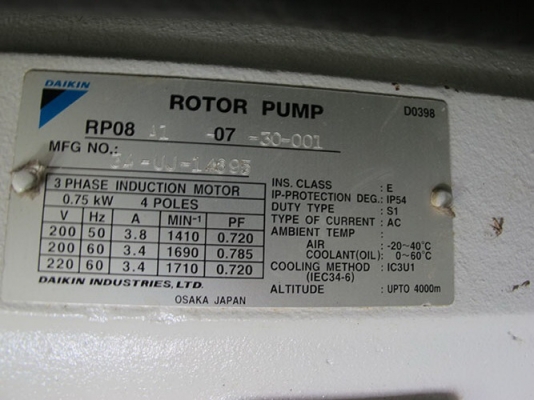 DAIKIN
ROTOR PUMP
D0398
RP08 A1 -07 -30-001
MFG NO.:
3 PHASE INDUCTION MOTOR
0.75 kW 4 POLES
V Hz A MIN⁻¹ PF
200 50 3.8 1410 0.720
200 60 3.4 1690 0.785
220 60 3.4 1710 0.720
DAIKIN INDUSTRIES, LTD.
OSAKA JAPAN
INS. CLASS : E
IP-PROTECTION DEG.: IP54
DUTY TYPE : S1
TYPE OF CURRENT : AC
AMBIENT TEMP :
AIR -20~40℃
COOLANT(OIL) 0~60℃
COOLING METHOD : IC3U1
(IEC34-6)
ALTITUDE : UPTO 4000m